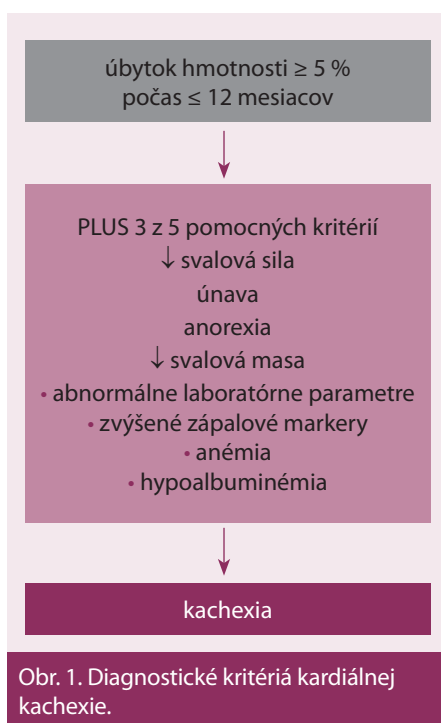 úbytok hmotnosti ≥ 5 %
počas ≤ 12 mesiacov
PLUS 3 z 5 pomocných kritérií
↓ svalová sila
únava
anorexia
↓ svalová masa
• abnormálne laboratórne parametre
• zvýšené zápalové markery
• anémia
• hypoalbuminémia
kachexia
Obr. 1. Diagnostické kritériá kardiálnej
kachexie.